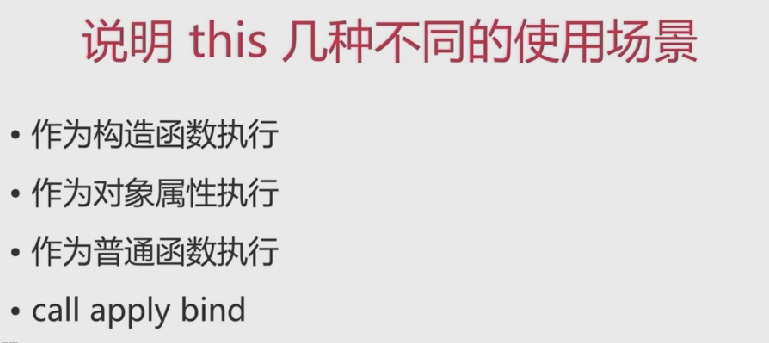 说明 this 几种不同的使用场景
• 作为构造函数执行
• 作为对象属性执行
• 作为普通函数执行
• call apply bind